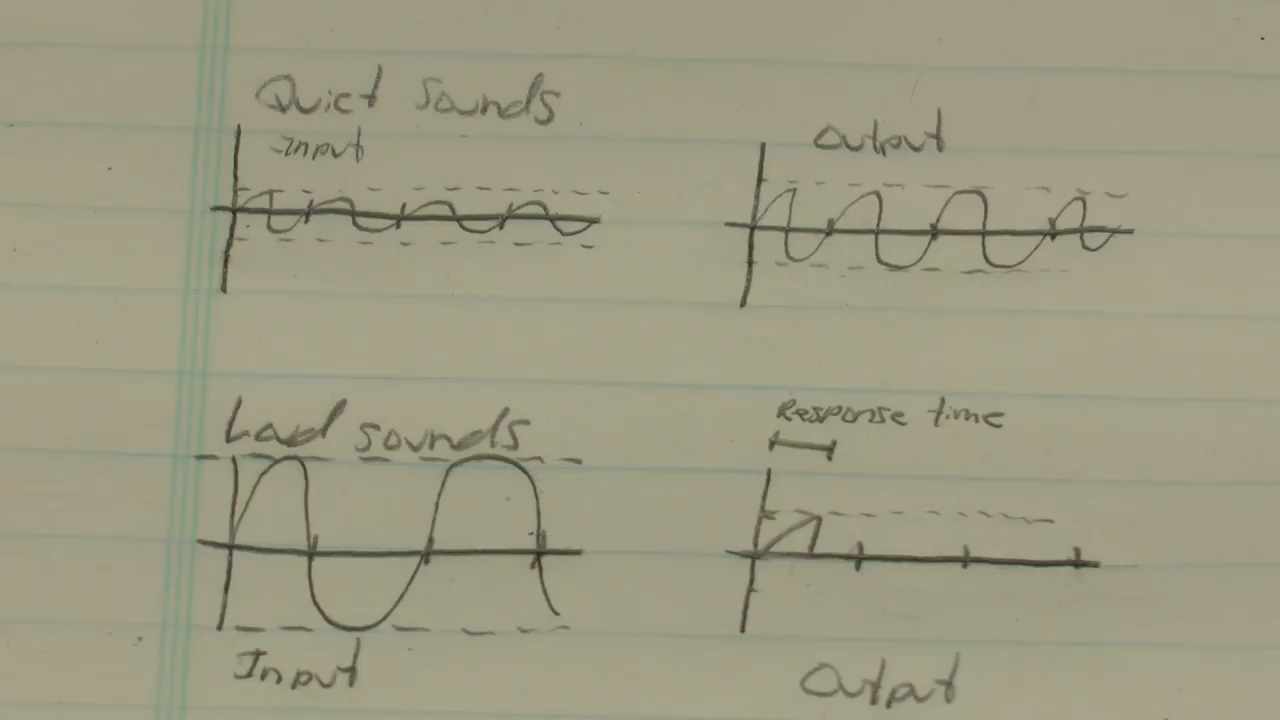 Quiet Sounds
Input
Output
Loud sounds
Response time
Input
Output